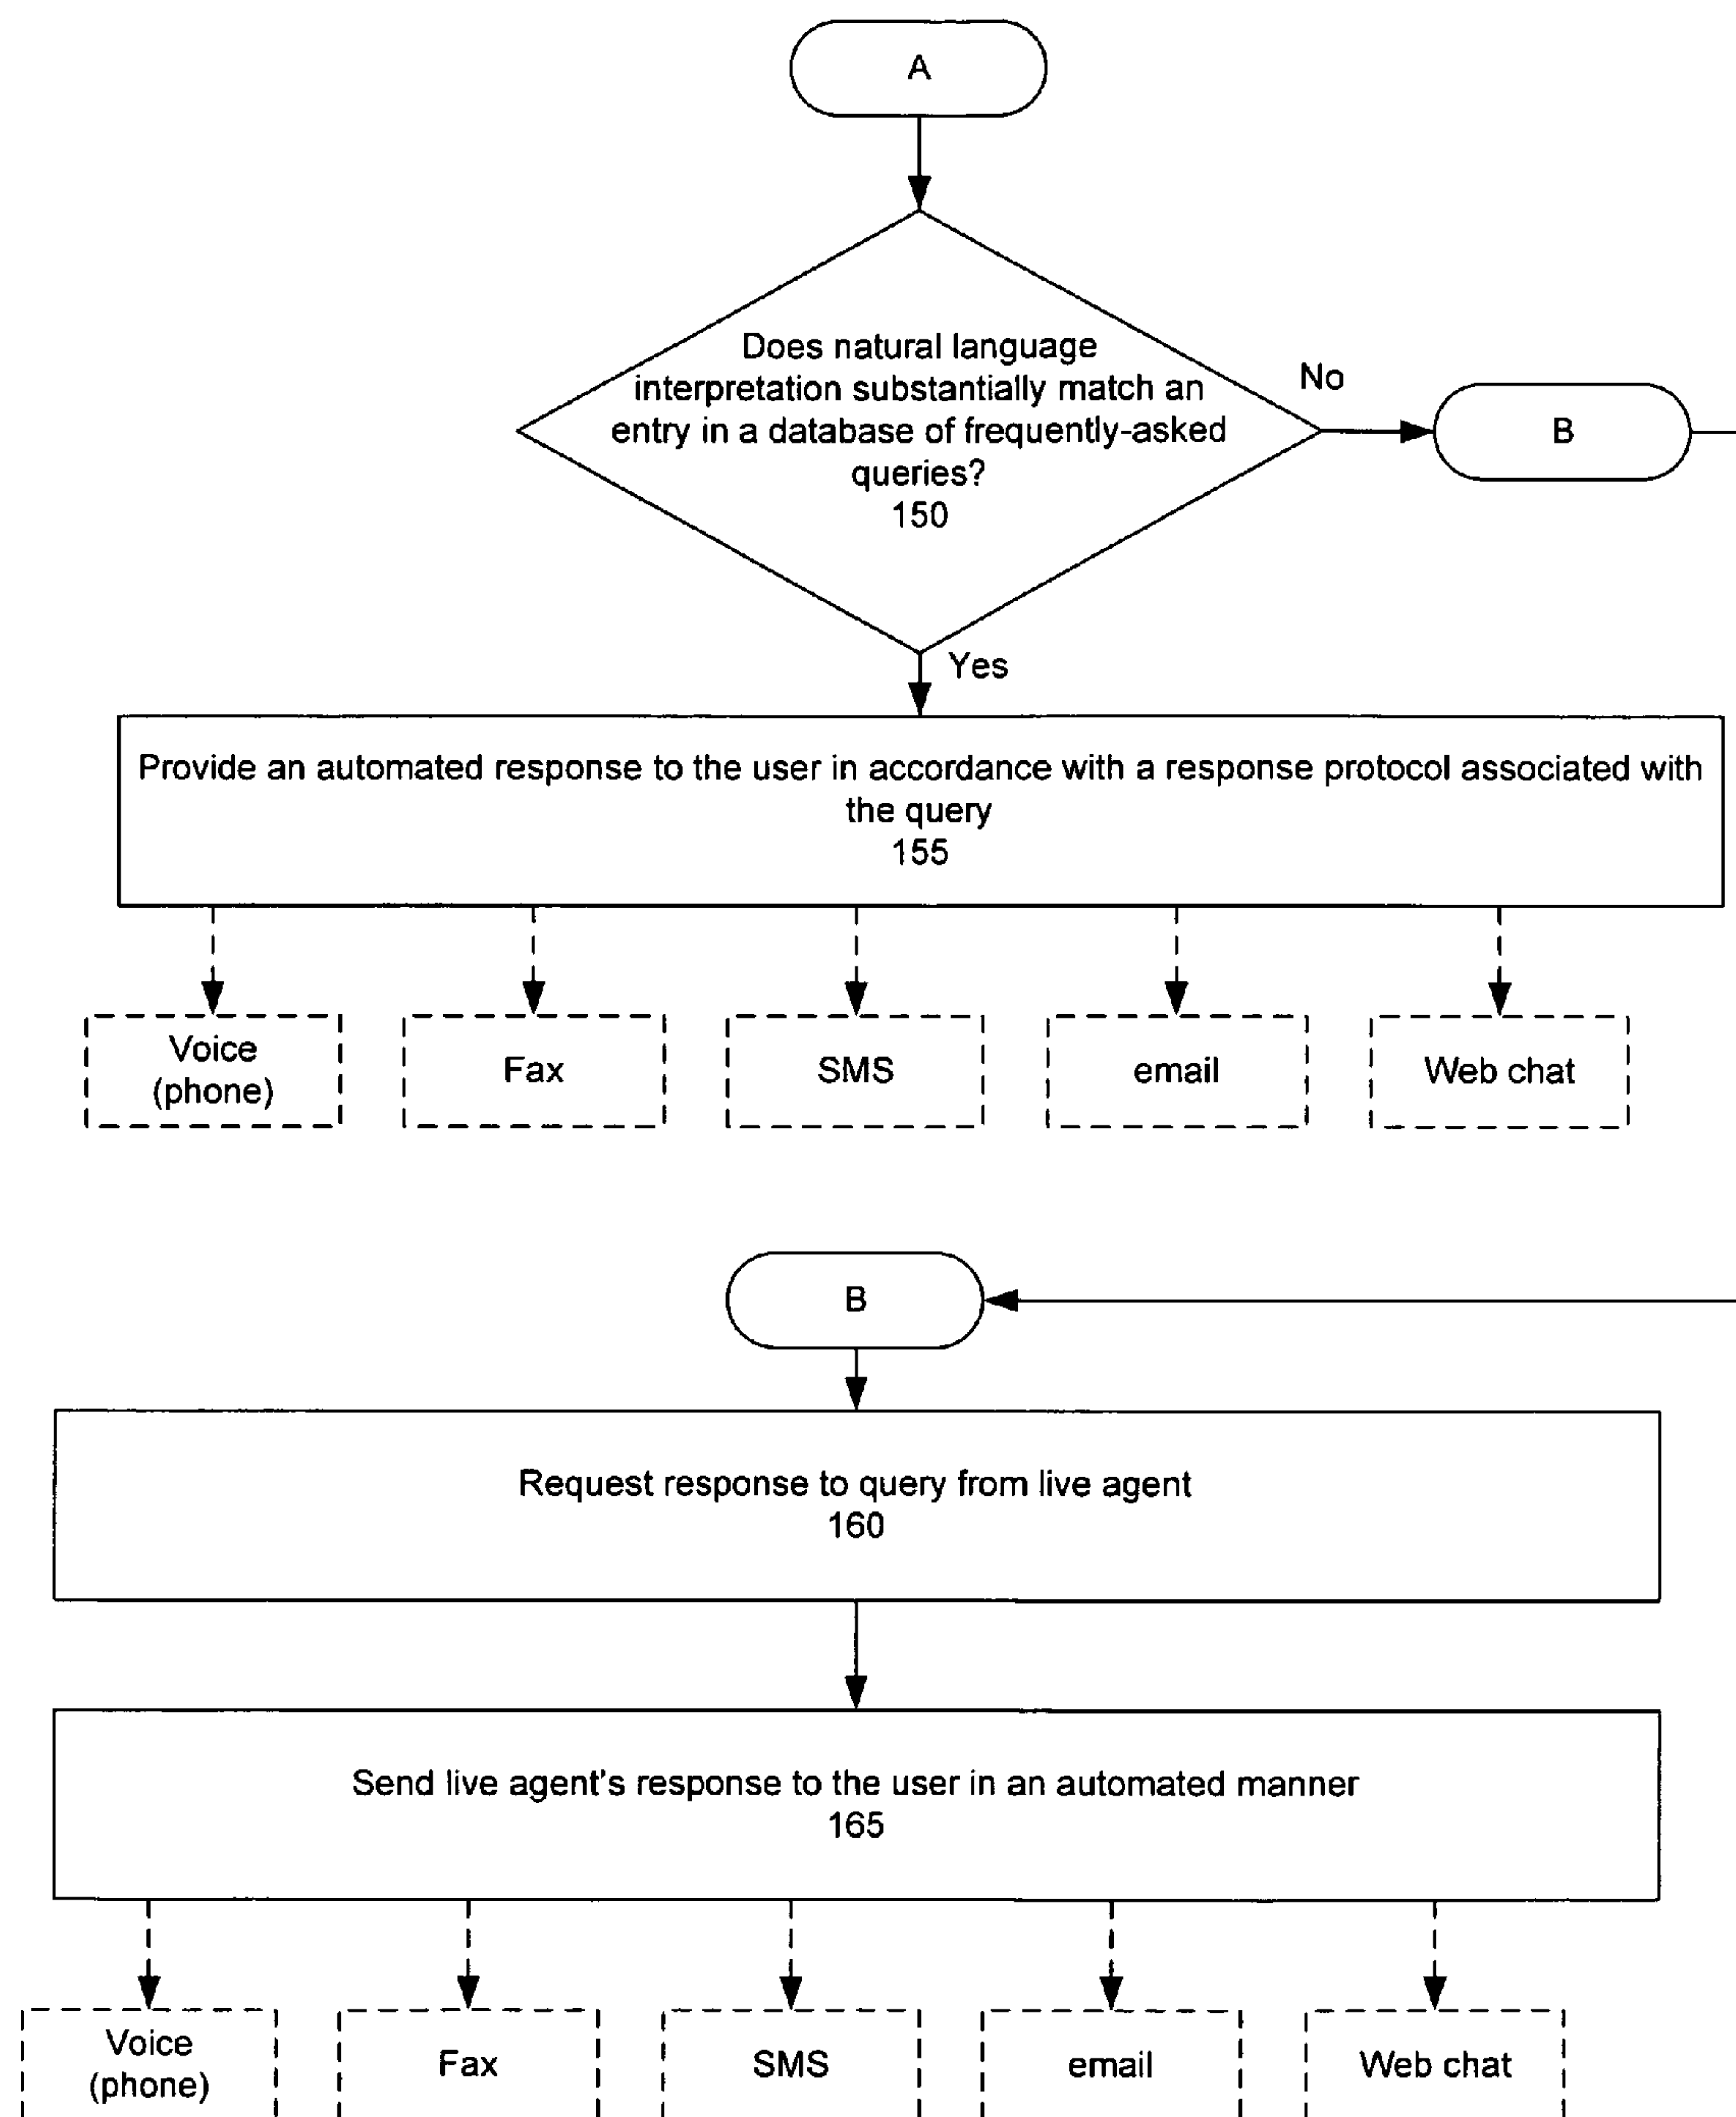 A
Does natural language
interpretation substantially match an
entry in a database of frequently-asked
queries?
150
No
B
Yes
Provide an automated response to the user in accordance with a response protocol associated with
the query
155
Voice
(phone)
Fax
SMS
email
Web chat
B
Request response to query from live agent
160
Send live agent's response to the user in an automated manner
165
Voice
(phone)
Fax
SMS
email
Web chat